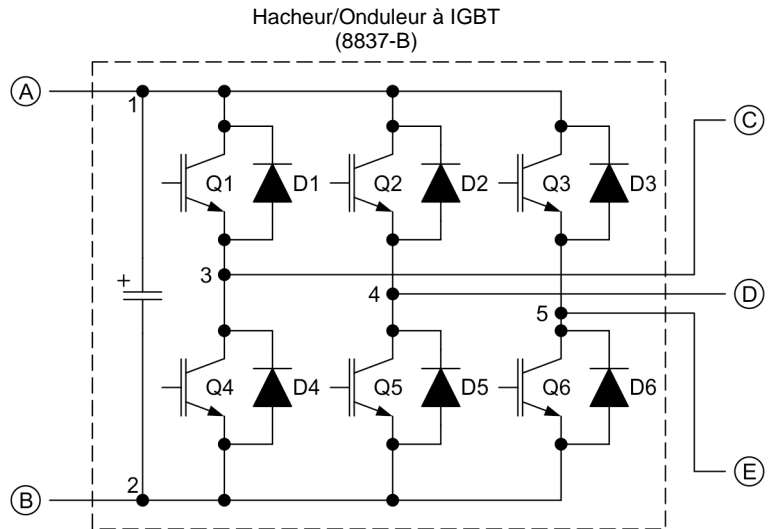 Hacheur/Onduleur à IGBT
(8837-B)
A
1
C
Q1
D1
Q2
D2
Q3
D3
3
+
4
D
5
Q4
D4
Q5
D5
Q6
D6
E
2
B